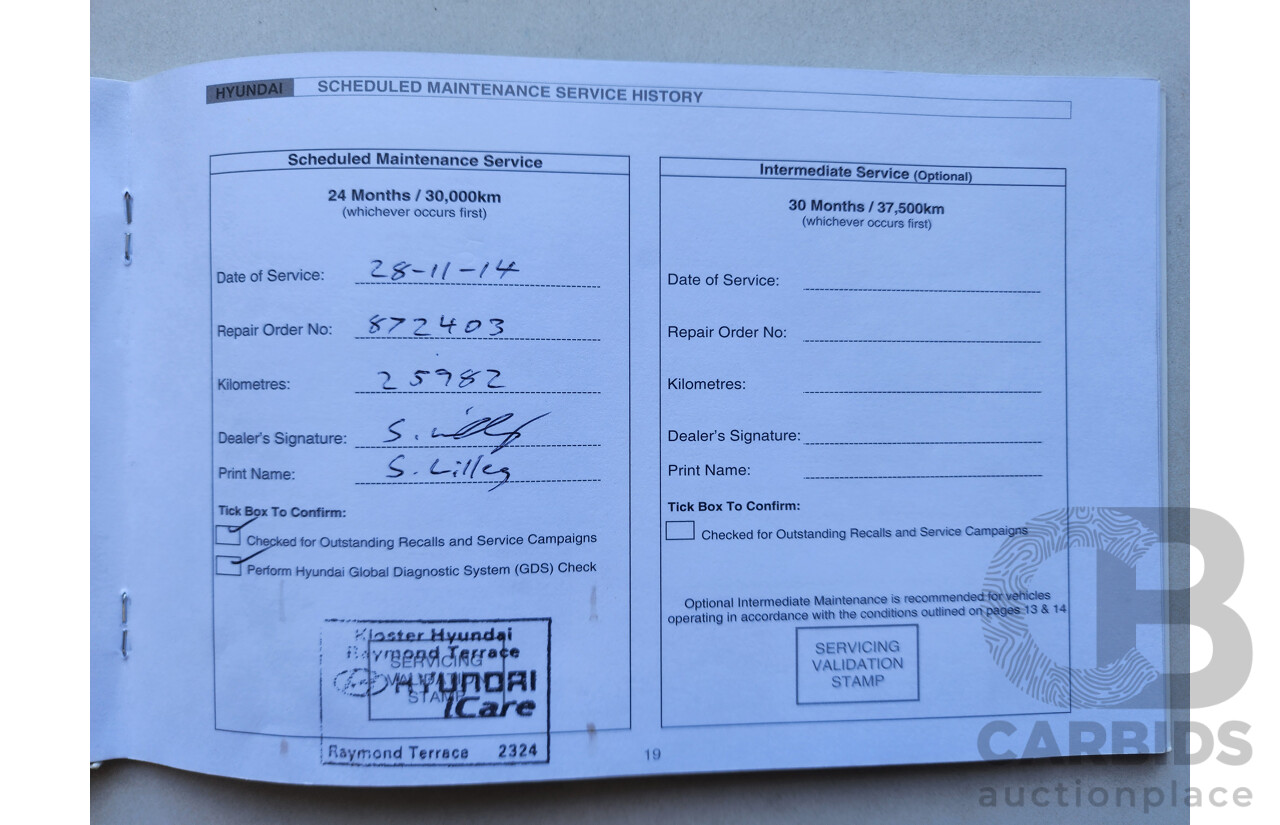 HYUNDAI SCHEDULED MAINTENANCE SERVICE HISTORY
Scheduled Maintenance Service
24 Months / 30,000km
(whichever occurs first)
Date of Service: 28-11-14
Repair Order No: 872403
Kilometres: 25982
Dealer's Signature: S.
Print Name: S. Lilley
Tick Box To Confirm:
Checked for Outstanding Recalls and Service Campaigns
Perform Hyundai Global Diagnostic System (GDS) Check
Kloster Hyundai
Raymond Terrace
SERVICING
VALIDATION
STAMP
HYUNDAI
iCare
Raymond Terrace 2324
Intermediate Service (Optional)
30 Months / 37,500km
(whichever occurs first)
Date of Service:
Repair Order No:
Kilometres:
Dealer's Signature:
Print Name:
Tick Box To Confirm:
Checked for Outstanding Recalls and Service Campaigns
Optional Intermediate Maintenance is recommended for vehicles
operating in accordance with the conditions outlined on pages 13 & 14
SERVICING
VALIDATION
STAMP
19
CB
CARBIDS
auctionplace